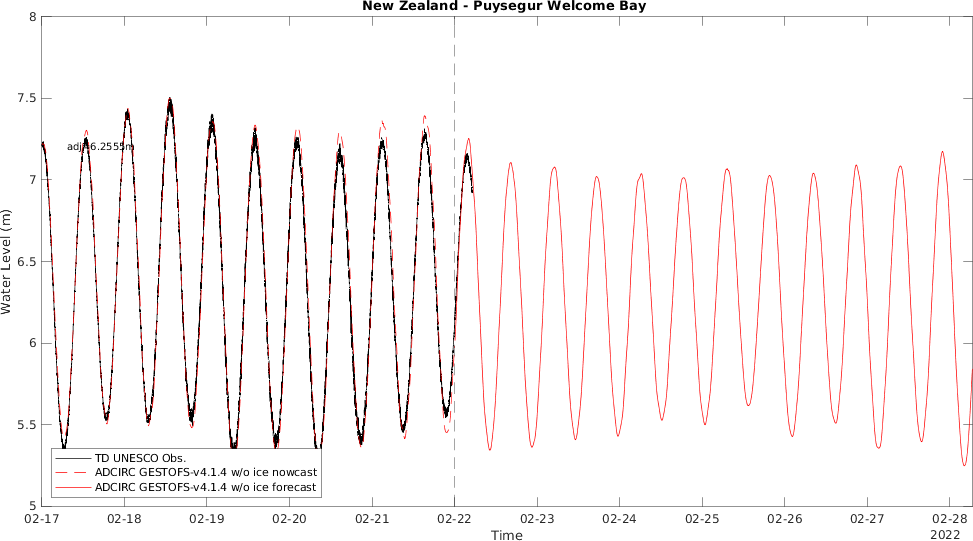 New Zealand - Puysegur Welcome Bay
8
7.5
7
6.5
6
5.5
5
Water Level (m)
TD UNESCO Obs.
ADCIRC GESTOFS-v4.1.4 w/o ice nowcast
ADCIRC GESTOFS-v4.1.4 w/o ice forecast
02-17 02-18 02-19 02-20 02-21 02-22 02-23 02-24 02-25 02-26 02-27 02-28
2022
Time